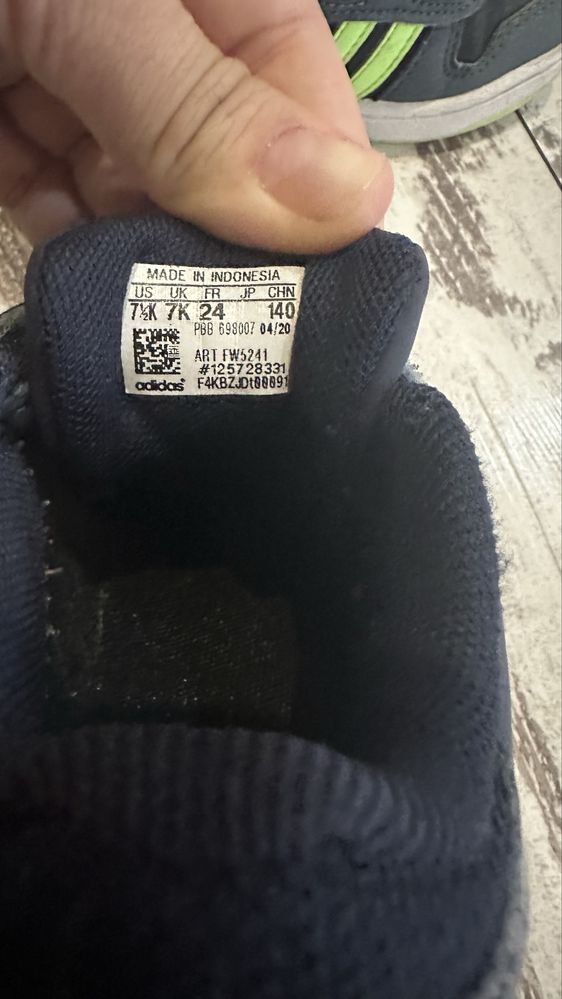 MADE IN INDONESIA
US UK FR JP CHN
7½K 7K 24 140
PBB 698007 04/20
ART FW5241
#125728331
adidas F4KBZJDt00091